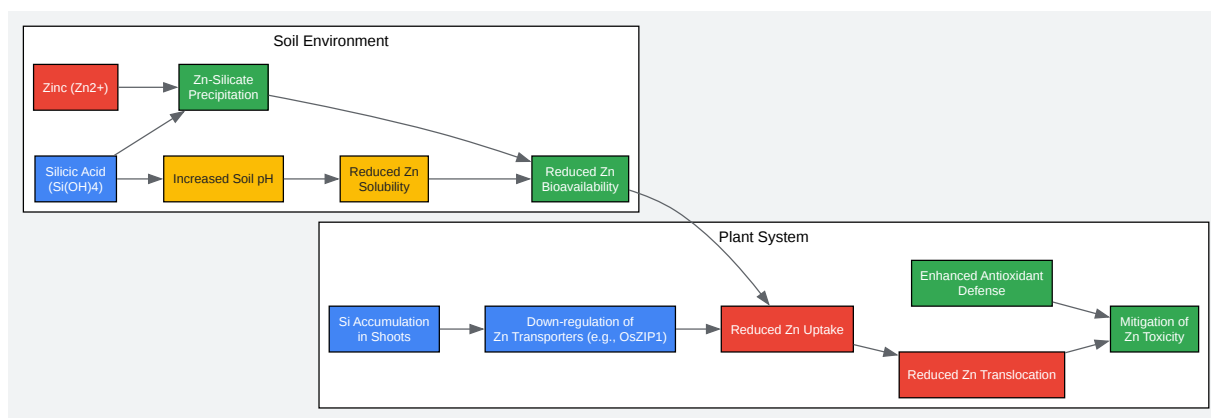 Soil Environment
Zinc (Zn2+)
Zn-Silicate
Precipitation
Silicic Acid
(Si(OH)4)
Increased Soil pH
Reduced Zn
Solubility
Reduced Zn
Bioavailability
Plant System
Si Accumulation
in Shoots
Down-regulation of
Zn Transporters (e.g., OsZIP1)
Reduced Zn Uptake
Enhanced Antioxidant
Defense
Reduced Zn Translocation
Mitigation of
Zn Toxicity